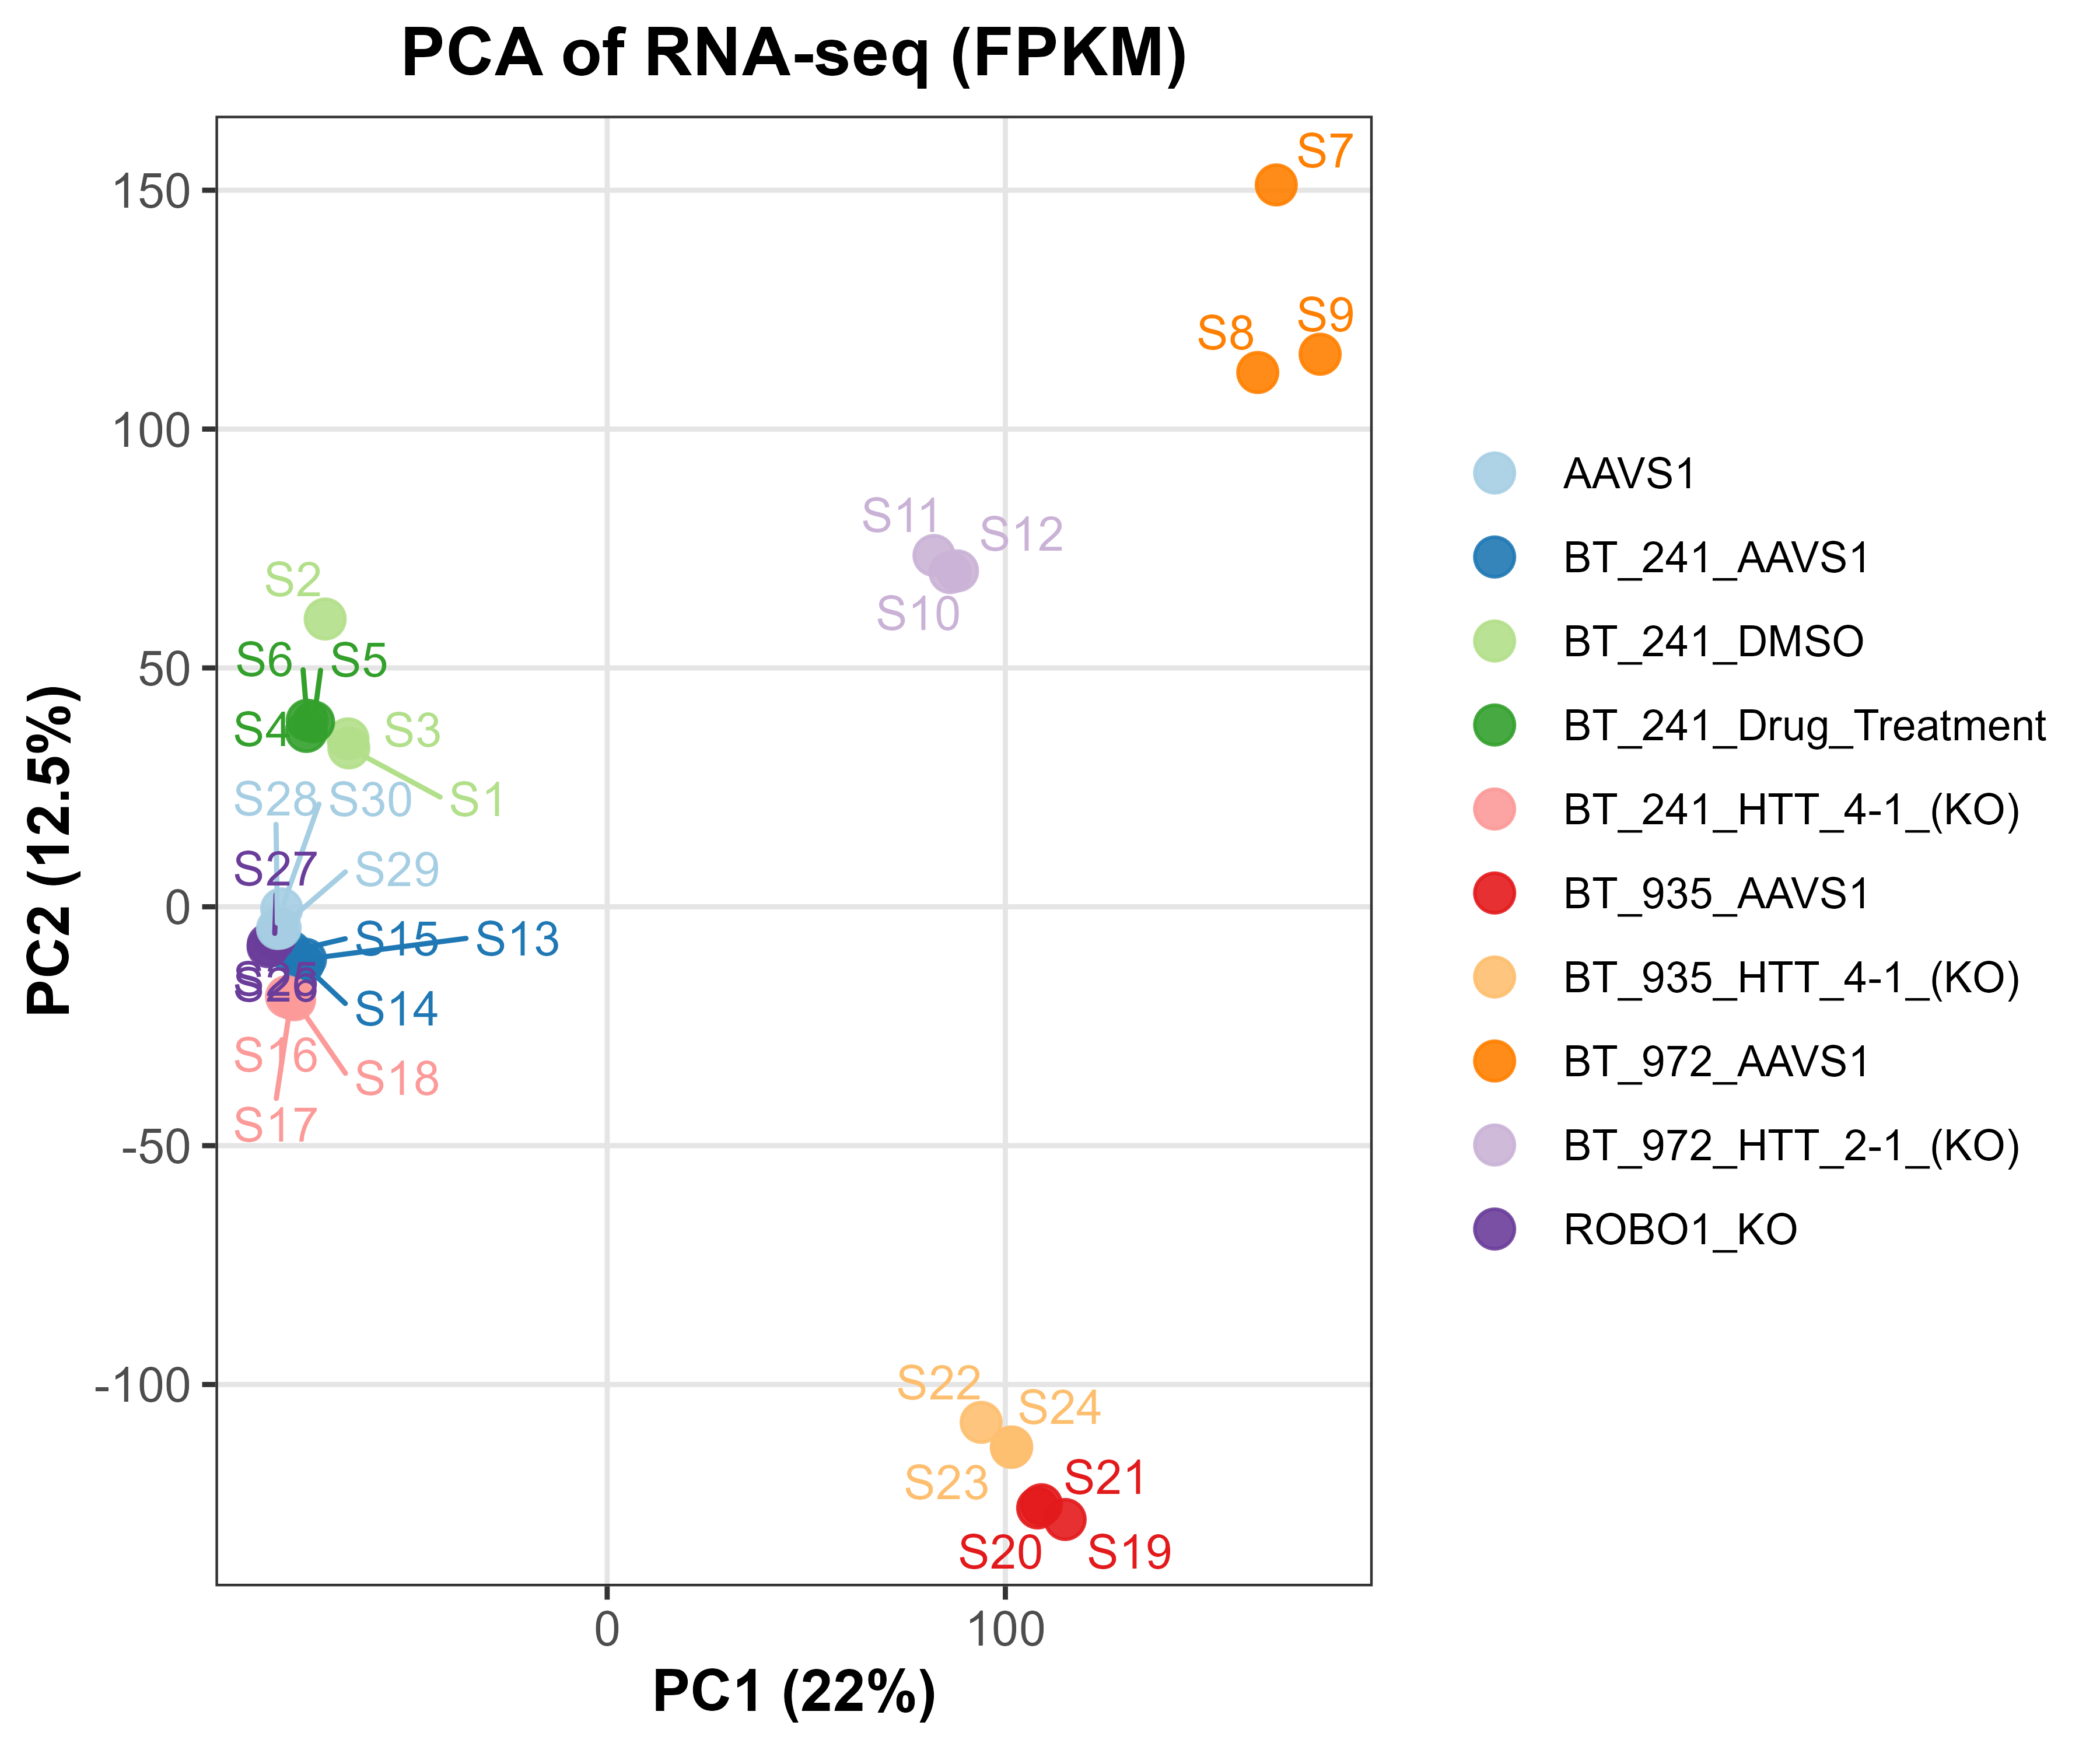 PCA of RNA-seq (FPKM)
S7
150
S9
S8
100
S11
S12
S10
S2
S6
S5
50
S4
S3
S28
S30
S1
S27
S29
0
S15
S13
S26
S14
S16
S18
S17
-50
-100
S22
S24
S23
S21
S20
S19
0
100
PC1 (22%)
PC2 (12.5%)
AAVS1
BT_241_AAVS1
BT_241_DMSO
BT_241_Drug_Treatment
BT_241_HTT_4-1_(KO)
BT_935_AAVS1
BT_935_HTT_4-1_(KO)
BT_972_AAVS1
BT_972_HTT_2-1_(KO)
ROBO1_KO